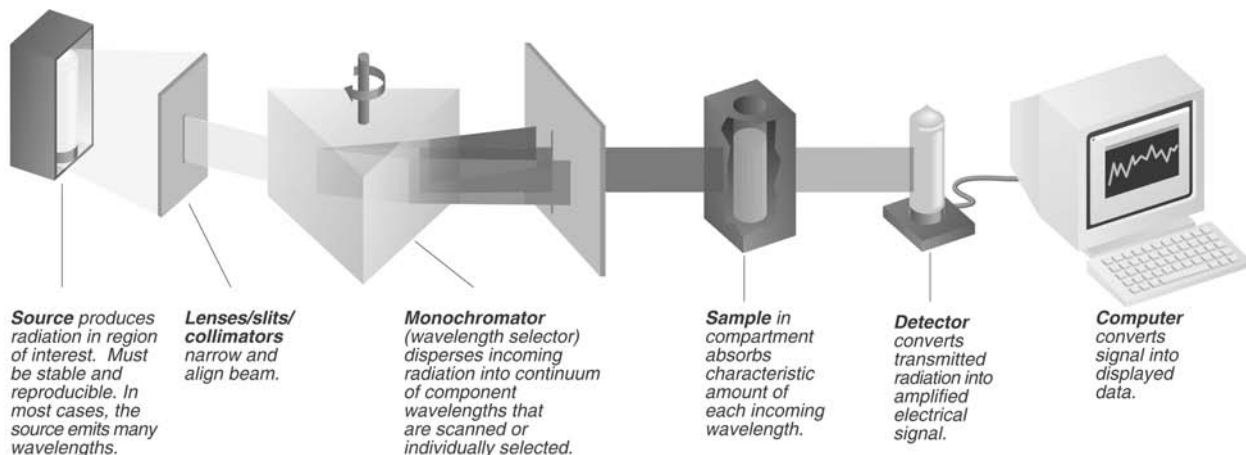 Source produces
radiation in region
of interest. Must
be stable and
reproducible. In
most cases, the
source emits many
wavelengths.
Lenses/slits/
collimators
narrow and
align beam.
Monochromator
(wavelength selector)
disperses incoming
radiation into continuum
of component
wavelengths that
are scanned or
individually selected.
Sample in
compartment
absorbs
characteristic
amount of
each incoming
wavelength.
Detector
converts
transmitted
radiation into
amplified
electrical
signal.
Computer
converts
signal into
displayed
data.